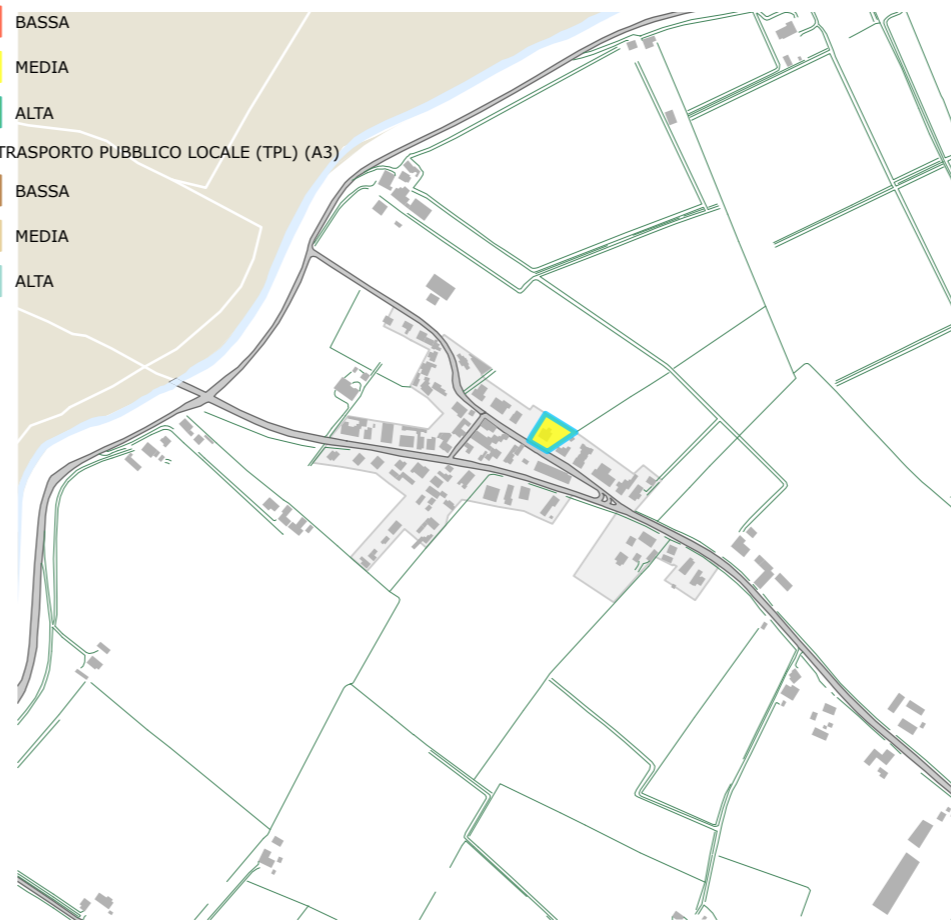 BASSA
MEDIA
ALTA
TRASPORTO PUBBLICO LOCALE (TPL) (A3)
BASSA
MEDIA
ALTA